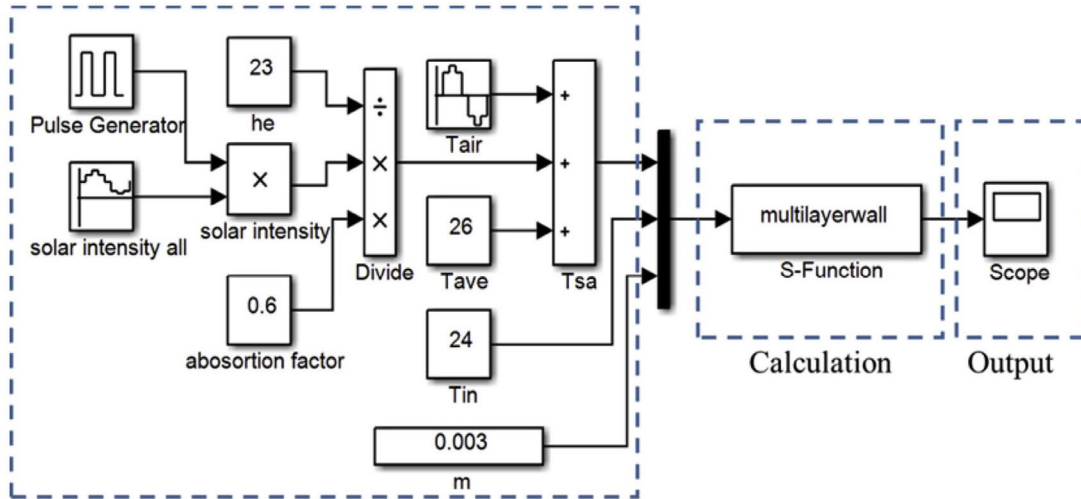 Pulse Generator
23
he
÷
+
Tair
solar intensity all
×
solar intensity
×
+
×
Divide
26
Tave
+
Tsa
0.6
abosortion factor
24
Tin
0.003
m
multilayerwall
S-Function
Calculation
Scope
Output